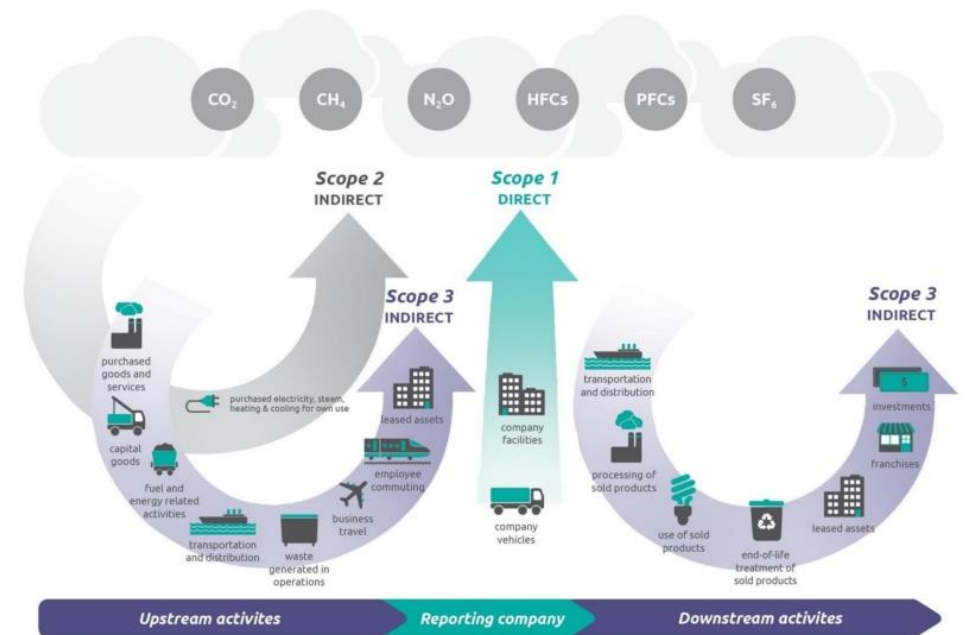 CO₂
CH₄
N₂O
HFCs
PFCs
SF₆
Scope 2
INDIRECT
Scope 1
DIRECT
Scope 3
INDIRECT
Scope 3
INDIRECT
purchased
goods and
services
capital
goods
fuel and
energy related
activities
transportation
and distribution
waste
generated in
operations
business
travel
employee
commuting
leased assets
purchased electricity, steam,
heating & cooling for own use
company
facilities
company
vehicles
transportation
and distribution
processing of
sold products
use of sold
products
end-of-life
treatment of
sold products
leased assets
franchises
$
investments
Upstream activites
Reporting company
Downstream activites